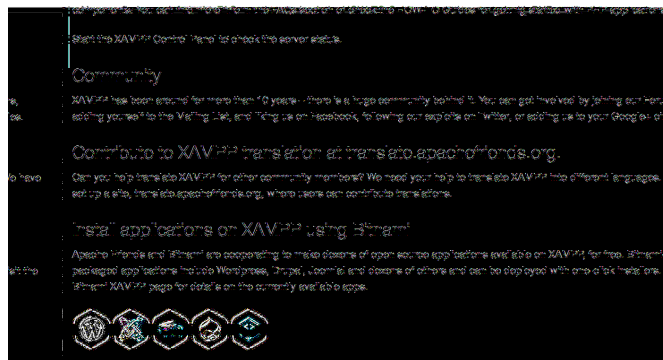 Start the XAMPP Control Panel to check the server status.
Community
XAMPP has been around for more than 10 years – there is a huge community behind it. You can get involved by joining our
adding yourself to the Mailing List, and liking us on Facebook, following our exploits on Twitter, or adding us to your Google+
Contribute to XAMPP translation at translate.apachefriends.org.
Can you help translate XAMPP for other community members? We need your help to translate XAMPP into different languages.
set up a site, translate.apachefriends.org, where users can contribute translations.
Install applications on XAMPP using Bitnami
Apache Friends and Bitnami are cooperating to make dozens of open source applications available on XAMPP, for free.
packaged applications include Wordpress, Drupal, Joomla! and dozens of others and can be deployed with one-click installers.
Bitnami XAMPP page for details on the currently available apps.